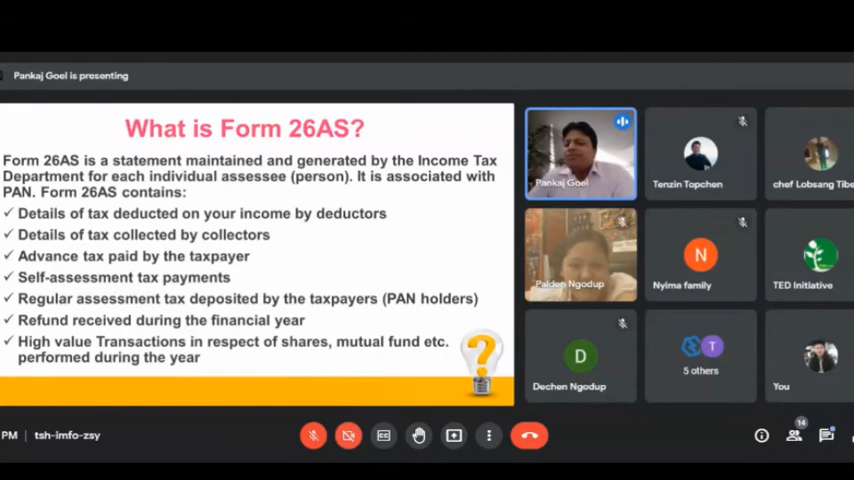 Pankaj Goel is presenting
What is Form 26AS?
Form 26AS is a statement maintained and generated by the Income Tax
Department for each individual assessee (person). It is associated with
PAN. Form 26AS contains:
✓ Details of tax deducted on your income by deductors
✓ Details of tax collected by collectors
✓ Advance tax paid by the taxpayer
✓ Self-assessment tax payments
✓ Regular assessment tax deposited by the taxpayers (PAN holders)
✓ Refund received during the financial year
✓ High value Transactions in respect of shares, mutual fund etc.
performed during the year
Pankaj Goel
Tenzin Topchen
chef Lobsang Tibe
Palden Ngodup
N
Nyima family
TED Initiative
D
Dechen Ngodup
T
5 others
You
PM | tsh-imfo-zsy
14